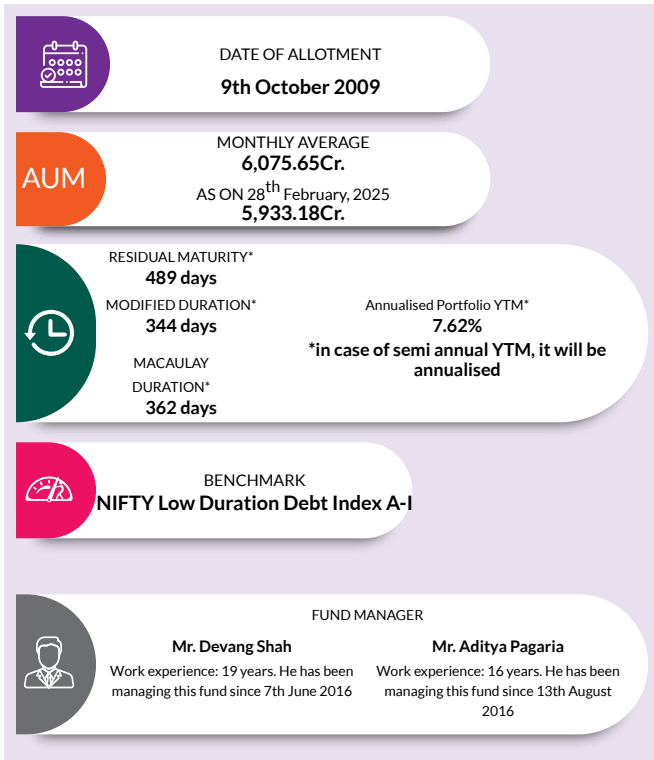 DATE OF ALLOTMENT
9th October 2009
AUM
MONTHLY AVERAGE
6,075.65Cr.
AS ON 28th February, 2025
5,933.18Cr.
RESIDUAL MATURITY*
489 days
MODIFIED DURATION*
344 days
MACAULAY
DURATION*
362 days
Annualised Portfolio YTM*
7.62%
*in case of semi annual YTM, it will be
annualised
BENCHMARK
NIFTY Low Duration Debt Index A-I
FUND MANAGER
Mr. Devang Shah
Work experience: 19 years. He has been
managing this fund since 7th June 2016
Mr. Aditya Pagaria
Work experience: 16 years. He has been
managing this fund since 13th August
2016